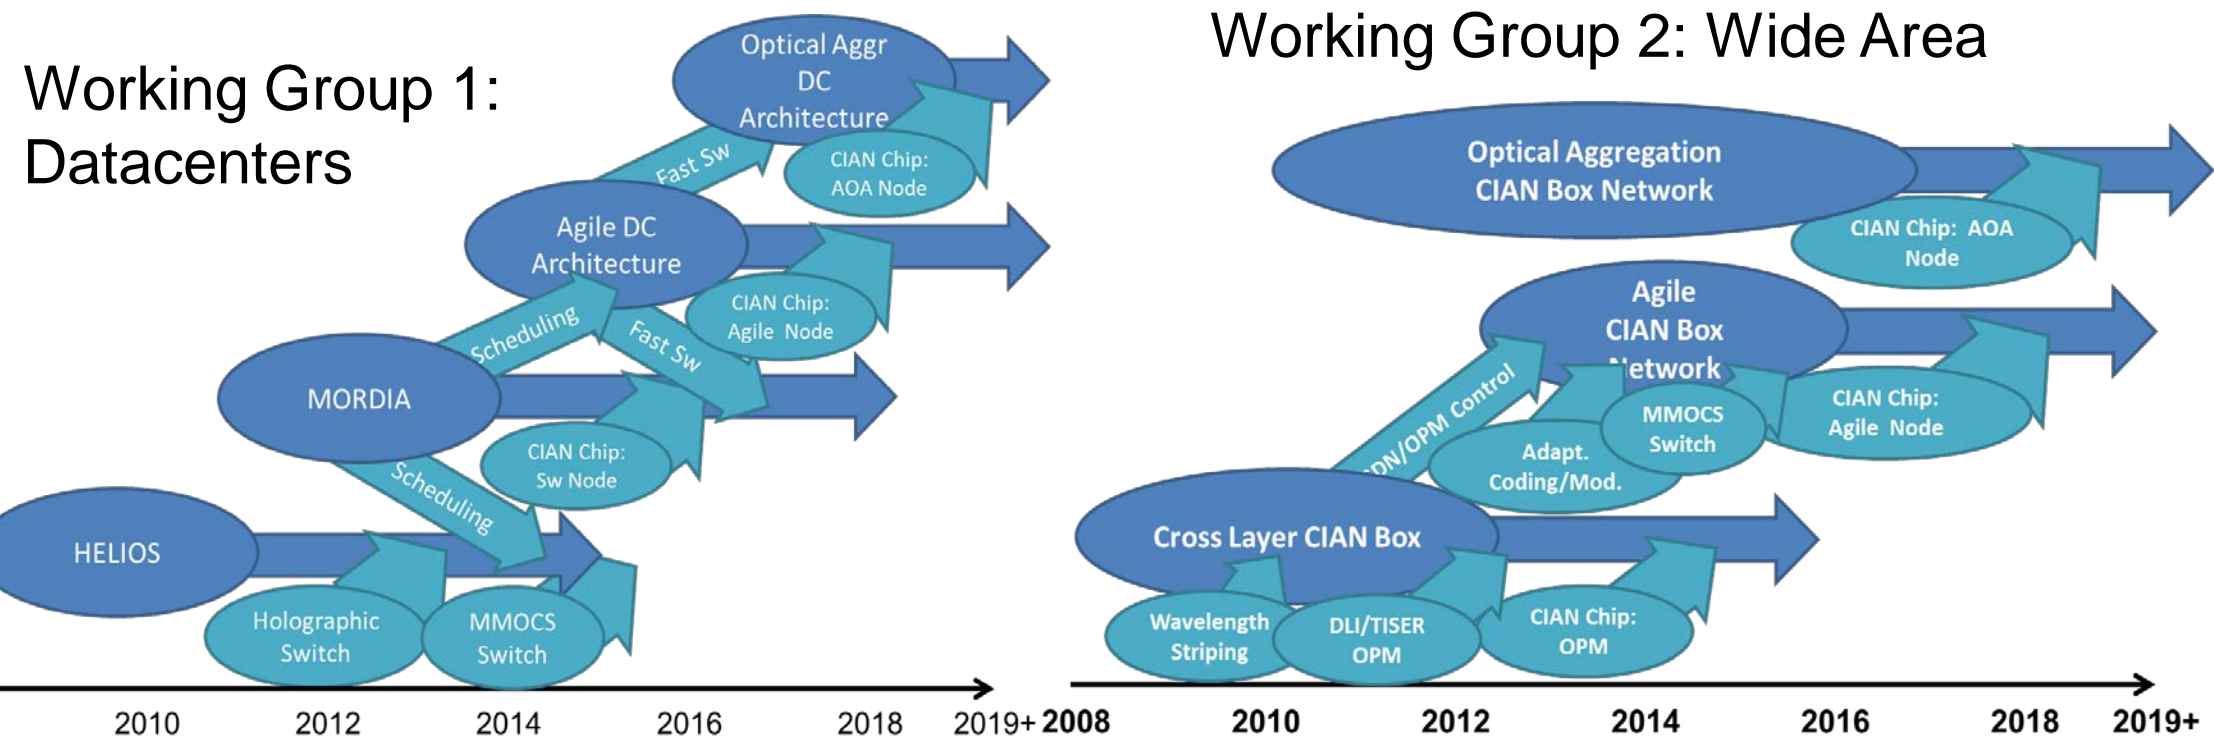 Working Group 1:
Datacenters
Optical Aggr
DC
Architecture
Fast Sw
CIAN Chip:
AOA Node
Agile DC
Architecture
CIAN Chip:
Agile Node
Scheduling
Fast Sw
MORDIA
CIAN Chip:
Sw Node
Scheduling
HELIOS
Holographic
Switch
MMOCS
Switch
2010 2012 2014 2016 2018 2019+
Working Group 2: Wide Area
Optical Aggregation
CIAN Box Network
CIAN Chip: AOA
Node
Agile
CIAN Box
Network
CIAN Chip:
Agile Node
MMOCS
Switch
Adapt.
Coding/Mod.
SDN/OPM Control
Cross Layer CIAN Box
Wavelength
Striping
DLI/TISER
OPM
CIAN Chip:
OPM
2008 2010 2012 2014 2016 2018 2019+